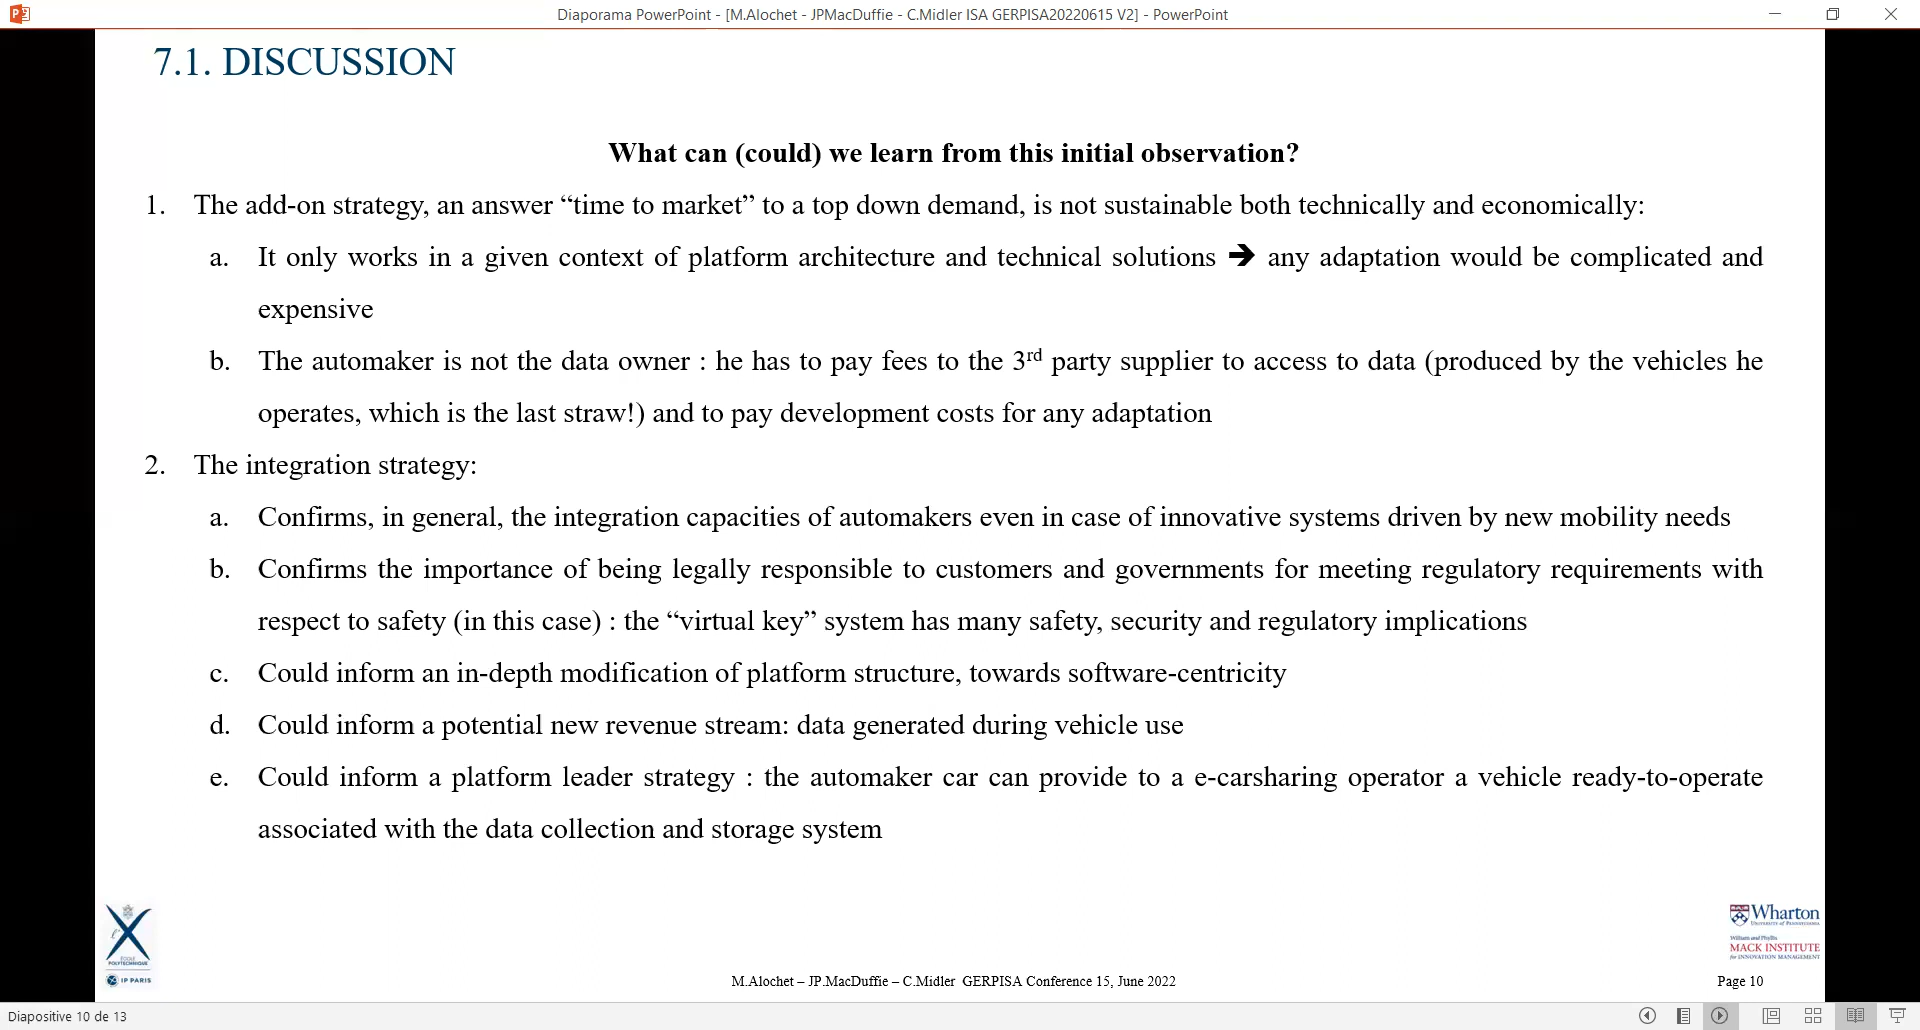 Diaporama PowerPoint - [M.Alochet - JPMacDuffie - C.Midler ISA GERPISA20220615 V2] - PowerPoint
7.1. DISCUSSION
What can (could) we learn from this initial observation?
1. The add-on strategy, an answer “time to market” to a top down demand, is not sustainable both technically and economically:
a. It only works in a given context of platform architecture and technical solutions ➔ any adaptation would be complicated and
expensive
b. The automaker is not the data owner : he has to pay fees to the 3rd party supplier to access to data (produced by the vehicles he
operates, which is the last straw!) and to pay development costs for any adaptation
2. The integration strategy:
a. Confirms, in general, the integration capacities of automakers even in case of innovative systems driven by new mobility needs
b. Confirms the importance of being legally responsible to customers and governments for meeting regulatory requirements with
respect to safety (in this case) : the “virtual key” system has many safety, security and regulatory implications
c. Could inform an in-depth modification of platform structure, towards software-centricity
d. Could inform a potential new revenue stream: data generated during vehicle use
e. Could inform a platform leader strategy : the automaker car can provide to a e-carsharing operator a vehicle ready-to-operate
associated with the data collection and storage system
ÉCOLE
POLYTECHNIQUE
IP PARIS
Wharton
UNIVERSITY of PENNSYLVANIA
William and Phyllis
MACK INSTITUTE
for INNOVATION MANAGEMENT
M.Alochet – JP.MacDuffie – C.Midler GERPISA Conference 15, June 2022
Page 10
Diapositive 10 de 13